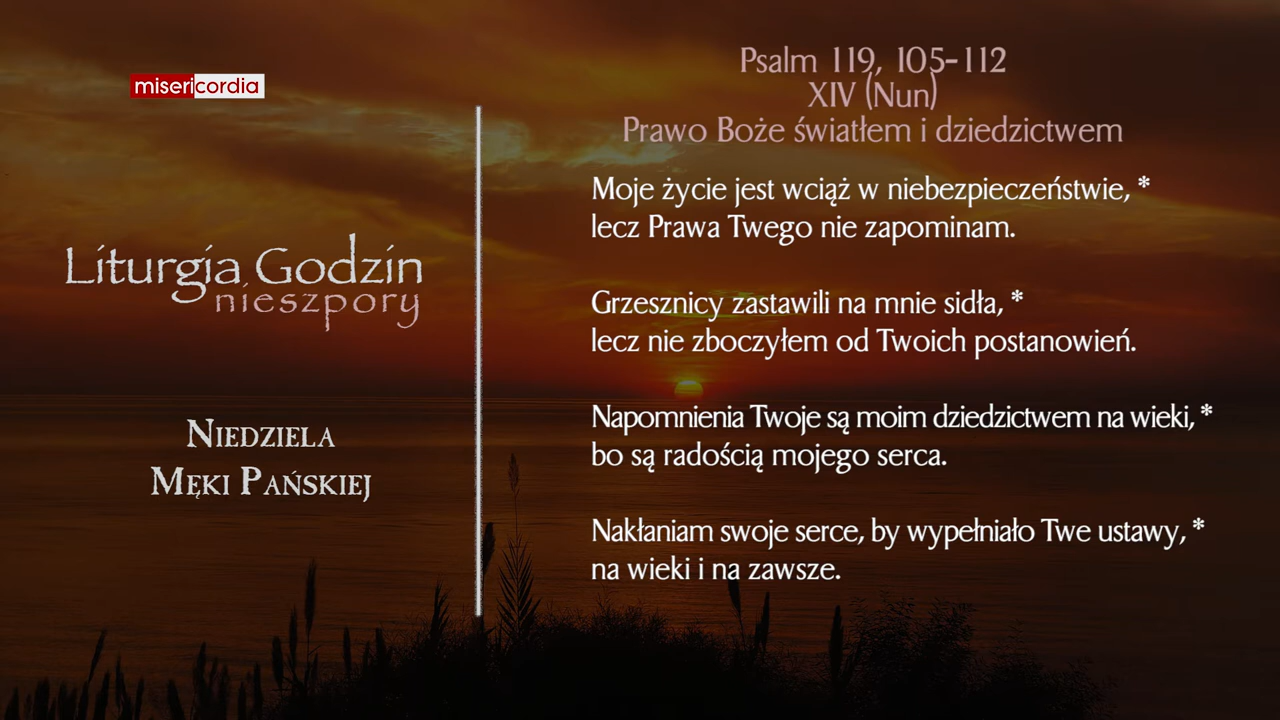 misericordia
Liturgia Godzin
nieszpory
Niedziela
Męki Pańskiej
Psalm 119, 105-112
XIV (Nun)
Prawo Boże światłem i dziedzictwem
Moje życie jest wciąż w niebezpieczeństwie, *
lecz Prawa Twego nie zapominam.
Grzesznicy zastawili na mnie sidła, *
lecz nie zboczyłem od Twoich postanowień.
Napomnienia Twoje są moim dziedzictwem na wieki, *
bo są radością mojego serca.
Nakłaniam swoje serce, by wypełniało Twe ustawy, *
na wieki i na zawsze.